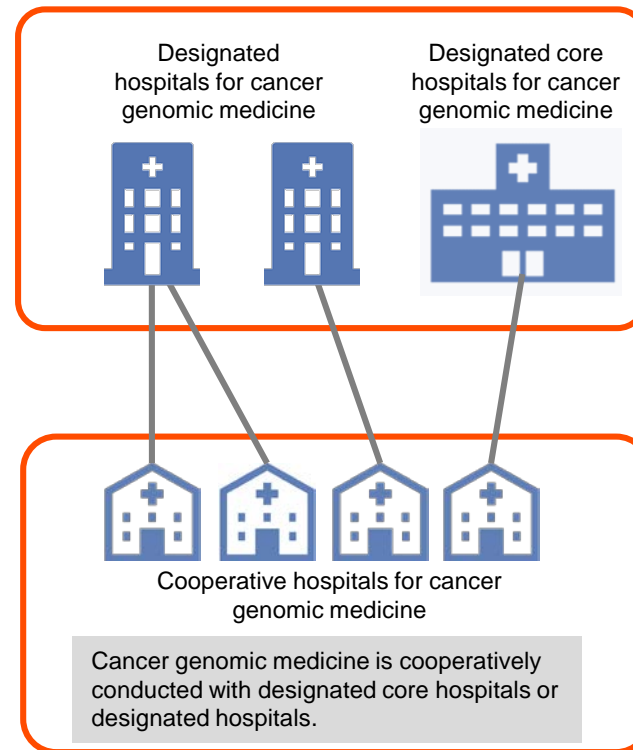 Designated
hospitals for cancer
genomic medicine
Designated core
hospitals for cancer
genomic medicine
Cooperative hospitals for cancer
genomic medicine
Cancer genomic medicine is cooperatively
conducted with designated core hospitals or
designated hospitals.